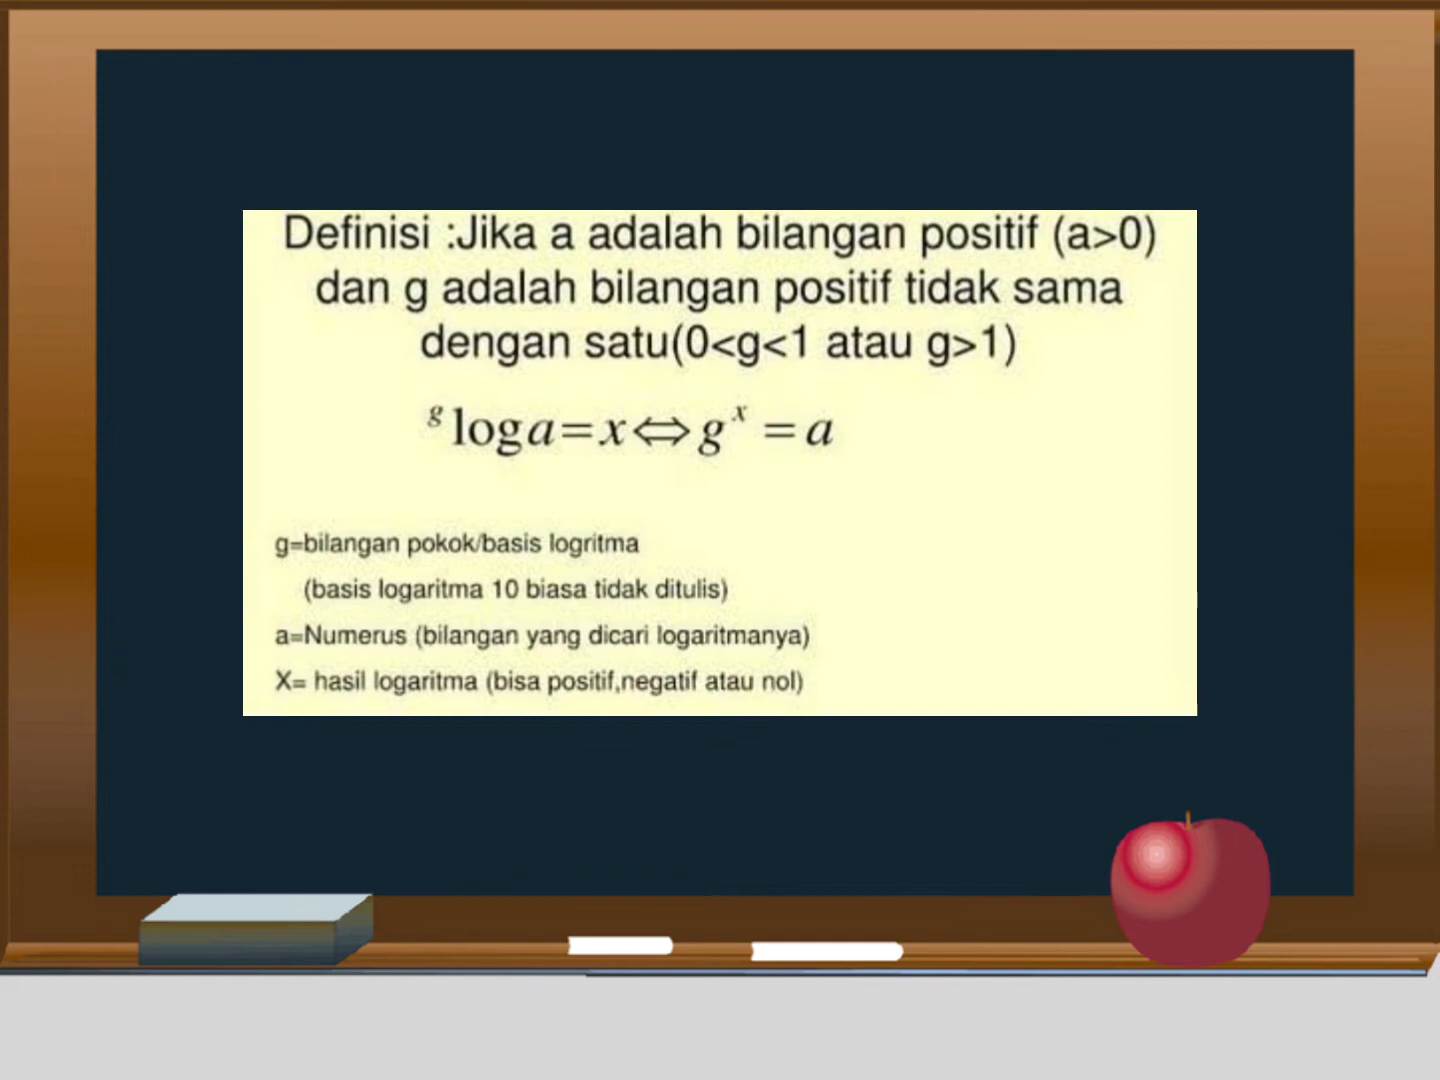 Definisi :Jika a adalah bilangan positif (a>0)
dan g adalah bilangan positif tidak sama
dengan satu(0<g<1 atau g>1)
ᵍ log a = x ⇔ gˣ = a
g=bilangan pokok/basis logritma
(basis logaritma 10 biasa tidak ditulis)
a=Numerus (bilangan yang dicari logaritmanya)
X= hasil logaritma (bisa positif,negatif atau nol)